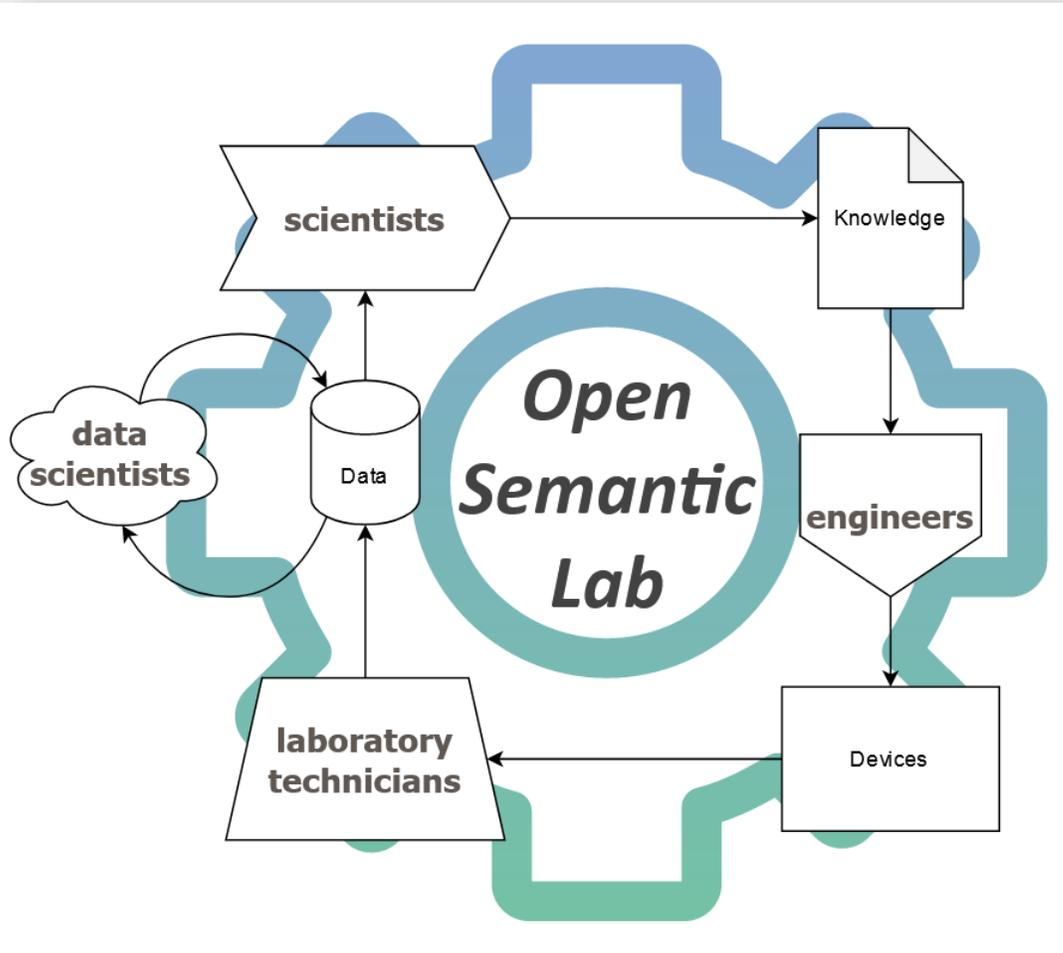 scientists
Knowledge
data
scientists
Data
Open
Semantic
Lab
engineers
laboratory
technicians
Devices